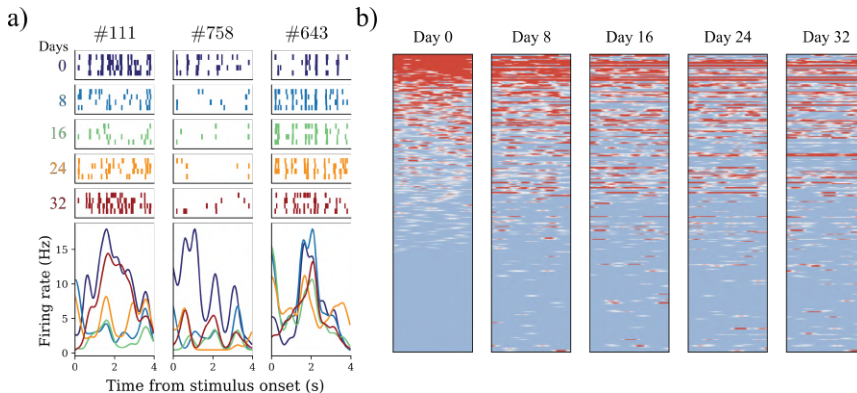 a)
#111 #758 #643
Days
0
8
16
24
32
Firing rate (Hz)
15
10
5
0
0 2 4 0 2 4 0 2 4
Time from stimulus onset (s)
b)
Day 0 Day 8 Day 16 Day 24 Day 32